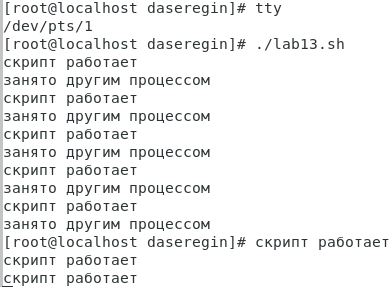 [root@localhost daseregin]# tty
/dev/pts/1
[root@localhost daseregin]# ./lab13.sh
скрипт работает
занято другим процессом
скрипт работает
занято другим процессом
скрипт работает
занято другим процессом
скрипт работает
занято другим процессом
скрипт работает
занято другим процессом
[root@localhost daseregin]# скрипт работает
скрипт работает
скрипт работает